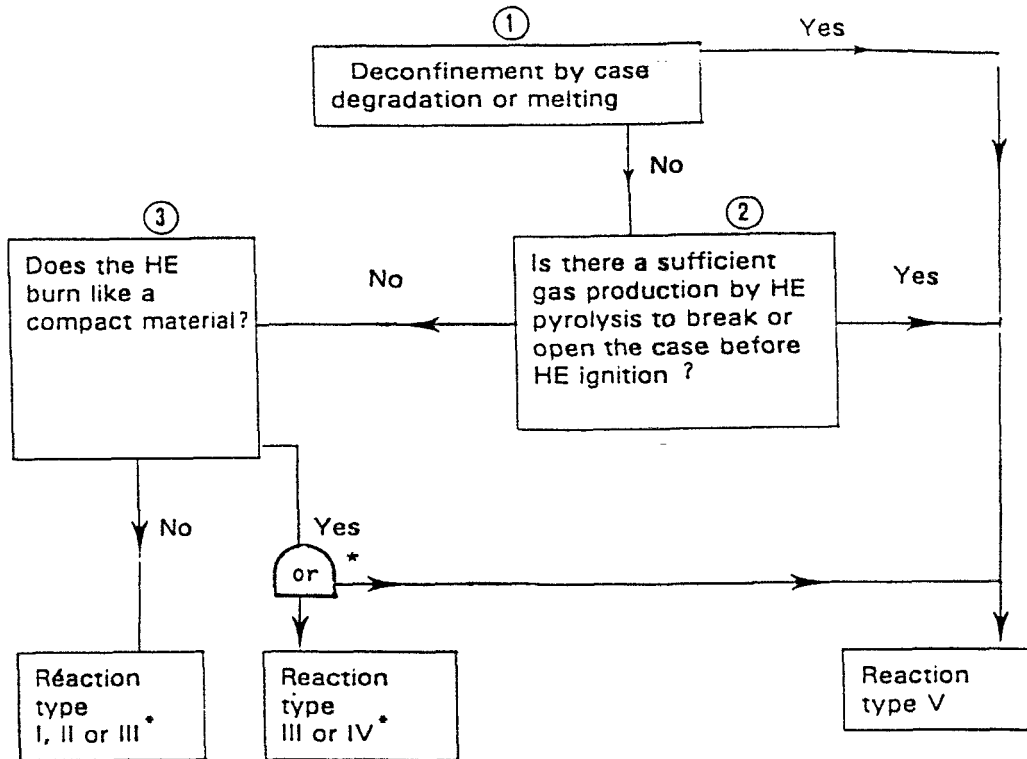 1
Yes
Deconfinement by case
degradation or melting
No
3
2
Does the HE
burn like a
compact material?
No
Is there a sufficient
gas production by HE
pyrolysis to break or
open the case before
HE ignition ?
Yes
No
Yes
or
*
Réaction
type
I, II or III*
Reaction
type
III or IV*
Reaction
type V